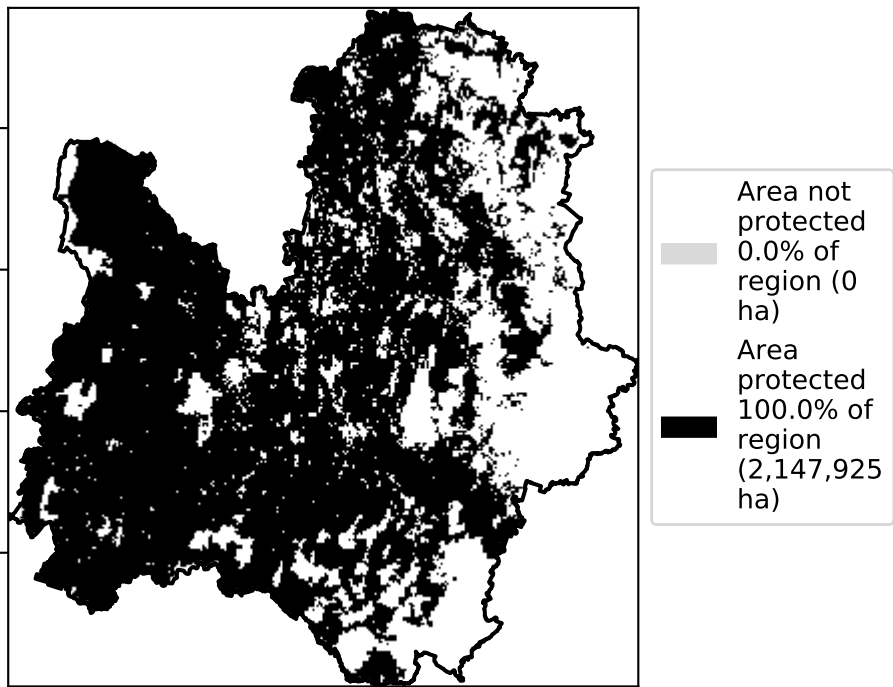 Area not
protected
0.0% of
region (0
ha)
Area
protected
100.0% of
region
(2,147,925
ha)